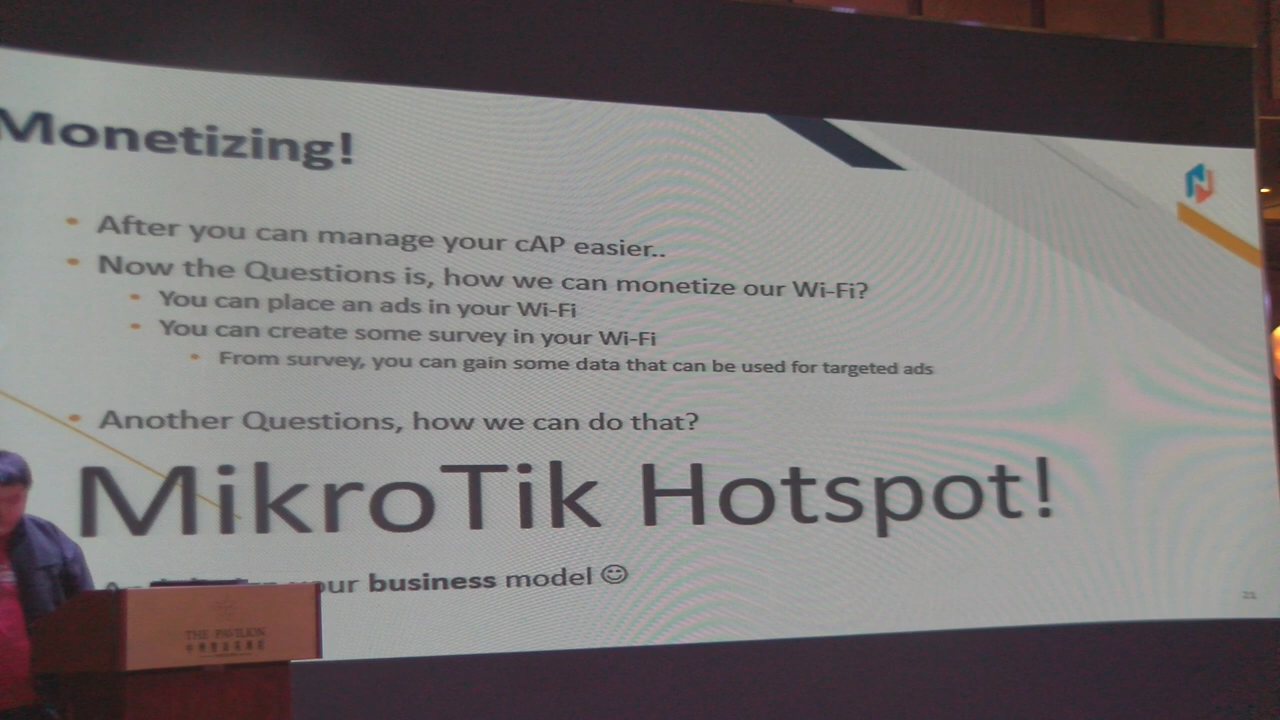 Monetizing!
After you can manage your cAP easier..
Now the Questions is, how we can monetize our Wi-Fi?
You can place an ads in your Wi-Fi
You can create some survey in your Wi-Fi
From survey, you can gain some data that can be used for targeted ads
Another Questions, how we can do that?
MikroTik Hotspot!
your business model ☺
21
THE PAVILION